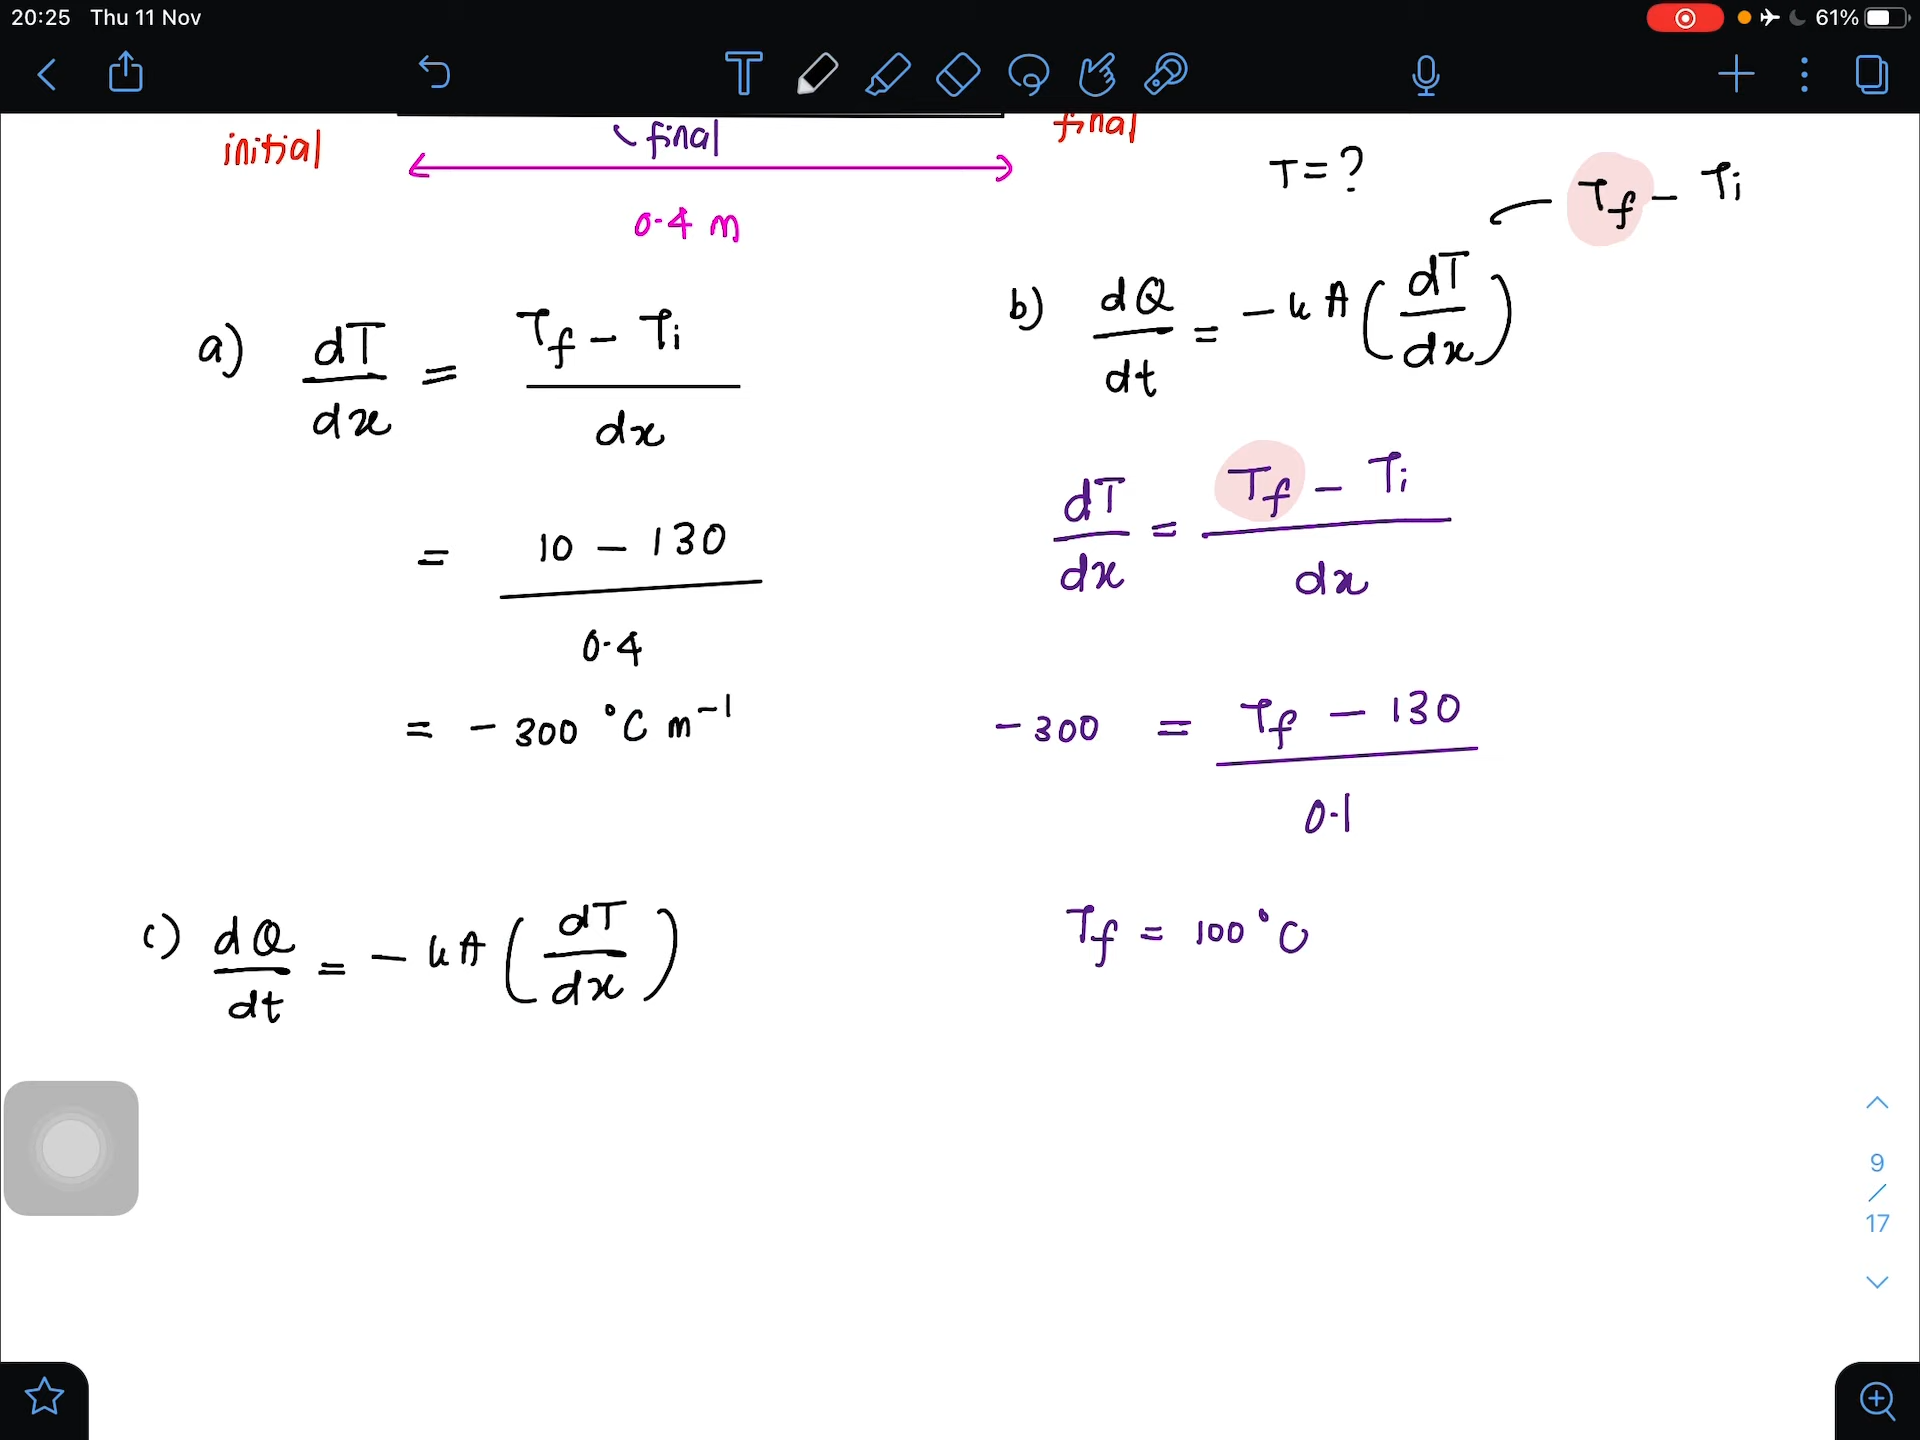 20:25 Thu 11 Nov
61%
T
initial
final
final
0.4 m
T = ?
Tf - Ti
a) dT/dx = (Tf - Ti)/dx
= (10 - 130)/0.4
= - 300 °C m⁻¹
b) dQ/dt = - kA (dT/dx)
dT/dx = (Tf - Ti)/dx
- 300 = (Tf - 130)/0.1
Tf = 100 °C
c) dQ/dt = - kA (dT/dx)
9
/
17